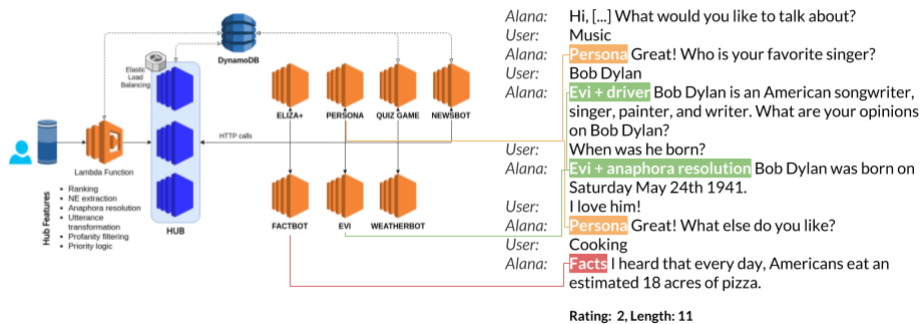 DynamoDB
Elastic
Load
Balancing
ELIZA+
PERSONA
QUIZ GAME
NEWSBOT
HTTP calls
Lambda Function
Hub Features
• Ranking
• NE extraction
• Anaphora resolution
• Utterance
transformation
• Profanity filtering
• Priority logic
HUB
FACTBOT
EVI
WEATHERBOT
Alana: Hi, [...] What would you like to talk about?
User: Music
Alana: Persona Great! Who is your favorite singer?
User: Bob Dylan
Alana: Evi + driver Bob Dylan is an American songwriter,
singer, painter, and writer. What are your opinions
on Bob Dylan?
User: When was he born?
Alana: Evi + anaphora resolution Bob Dylan was born on
Saturday May 24th 1941.
User: I love him!
Alana: Persona Great! What else do you like?
User: Cooking
Alana: Facts I heard that every day, Americans eat an
estimated 18 acres of pizza.
Rating: 2, Length: 11